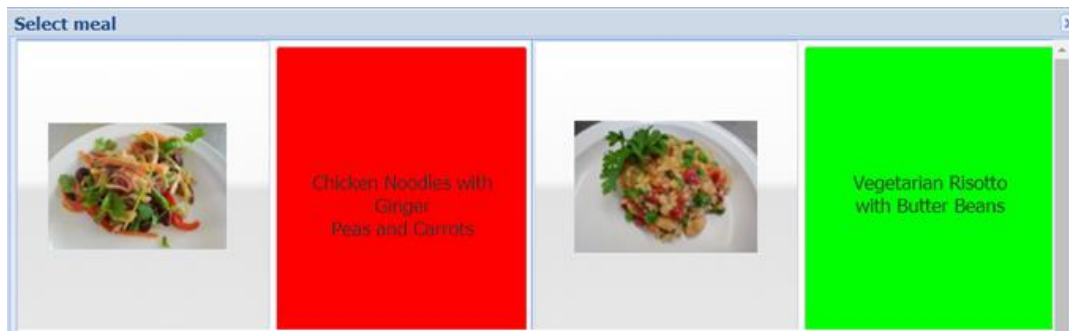 Select meal
Chicken Noodles with
Ginger
Peas and Carrots
Vegetarian Risotto
with Butter Beans